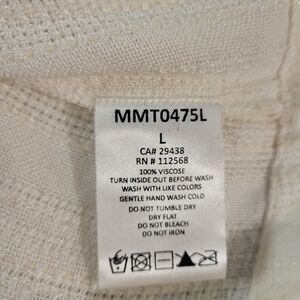 MMT0475L
L
CA# 29438
RN # 112568
100% VISCOSE
TURN INSIDE OUT BEFORE WASH
WASH WITH LIKE COLORS
GENTLE HAND WASH COLD
DO NOT TUMBLE DRY
DRY FLAT
DO NOT BLEACH
DO NOT IRON